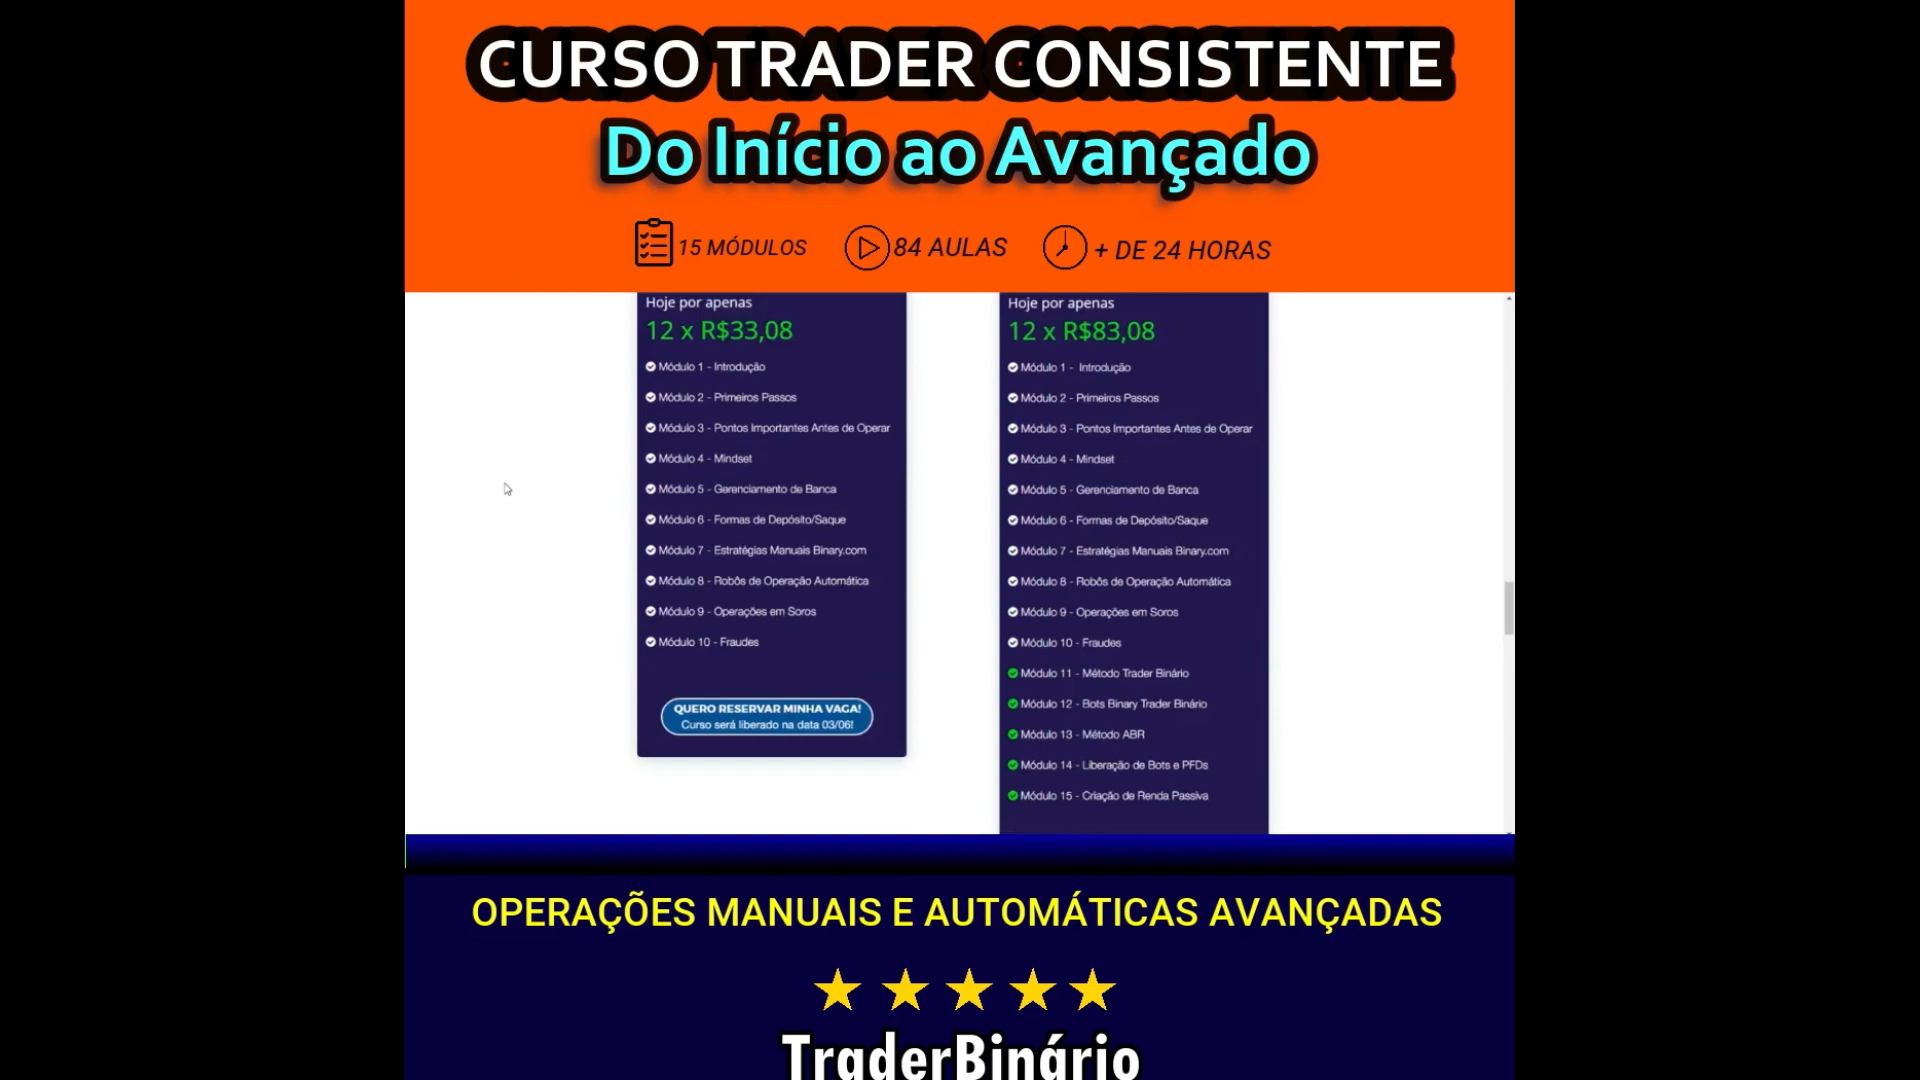 CURSO TRADER CONSISTENTE
Do Início ao Avançado
15 MÓDULOS
84 AULAS
+ DE 24 HORAS
Hoje por apenas
12 x R$33,08
Módulo 1 - Introdução
Módulo 2 - Primeiros Passos
Módulo 3 - Pontos Importantes Antes de Operar
Módulo 4 - Mindset
Módulo 5 - Gerenciamento de Banca
Módulo 6 - Formas de Depósito/Saque
Módulo 7 - Estratégias Manuais Binary.com
Módulo 8 - Robôs de Operação Automática
Módulo 9 - Operações em Soros
Módulo 10 - Fraudes
QUERO RESERVAR MINHA VAGA!
Curso será liberado na data 03/06!
Hoje por apenas
12 x R$83,08
Módulo 1 - Introdução
Módulo 2 - Primeiros Passos
Módulo 3 - Pontos Importantes Antes de Operar
Módulo 4 - Mindset
Módulo 5 - Gerenciamento de Banca
Módulo 6 - Formas de Depósito/Saque
Módulo 7 - Estratégias Manuais Binary.com
Módulo 8 - Robôs de Operação Automática
Módulo 9 - Operações em Soros
Módulo 10 - Fraudes
Módulo 11 - Método Trader Binário
Módulo 12 - Bots Binary Trader Binário
Módulo 13 - Método ABR
Módulo 14 - Liberação de Bots e PFDs
Módulo 15 - Criação de Renda Passiva
OPERAÇÕES MANUAIS E AUTOMÁTICAS AVANÇADAS
TraderBinário